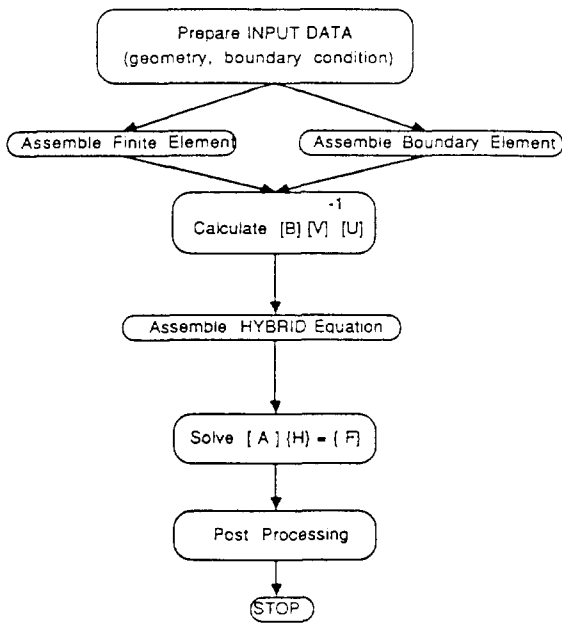 Prepare INPUT DATA
(geometry, boundary condition)
Assemble Finite Element
Assemble Boundary Element
-1
Calculate [B] [V] [U]
Assemble HYBRID Equation
Solve [ A ] {H} = { F}
Post Processing
STOP